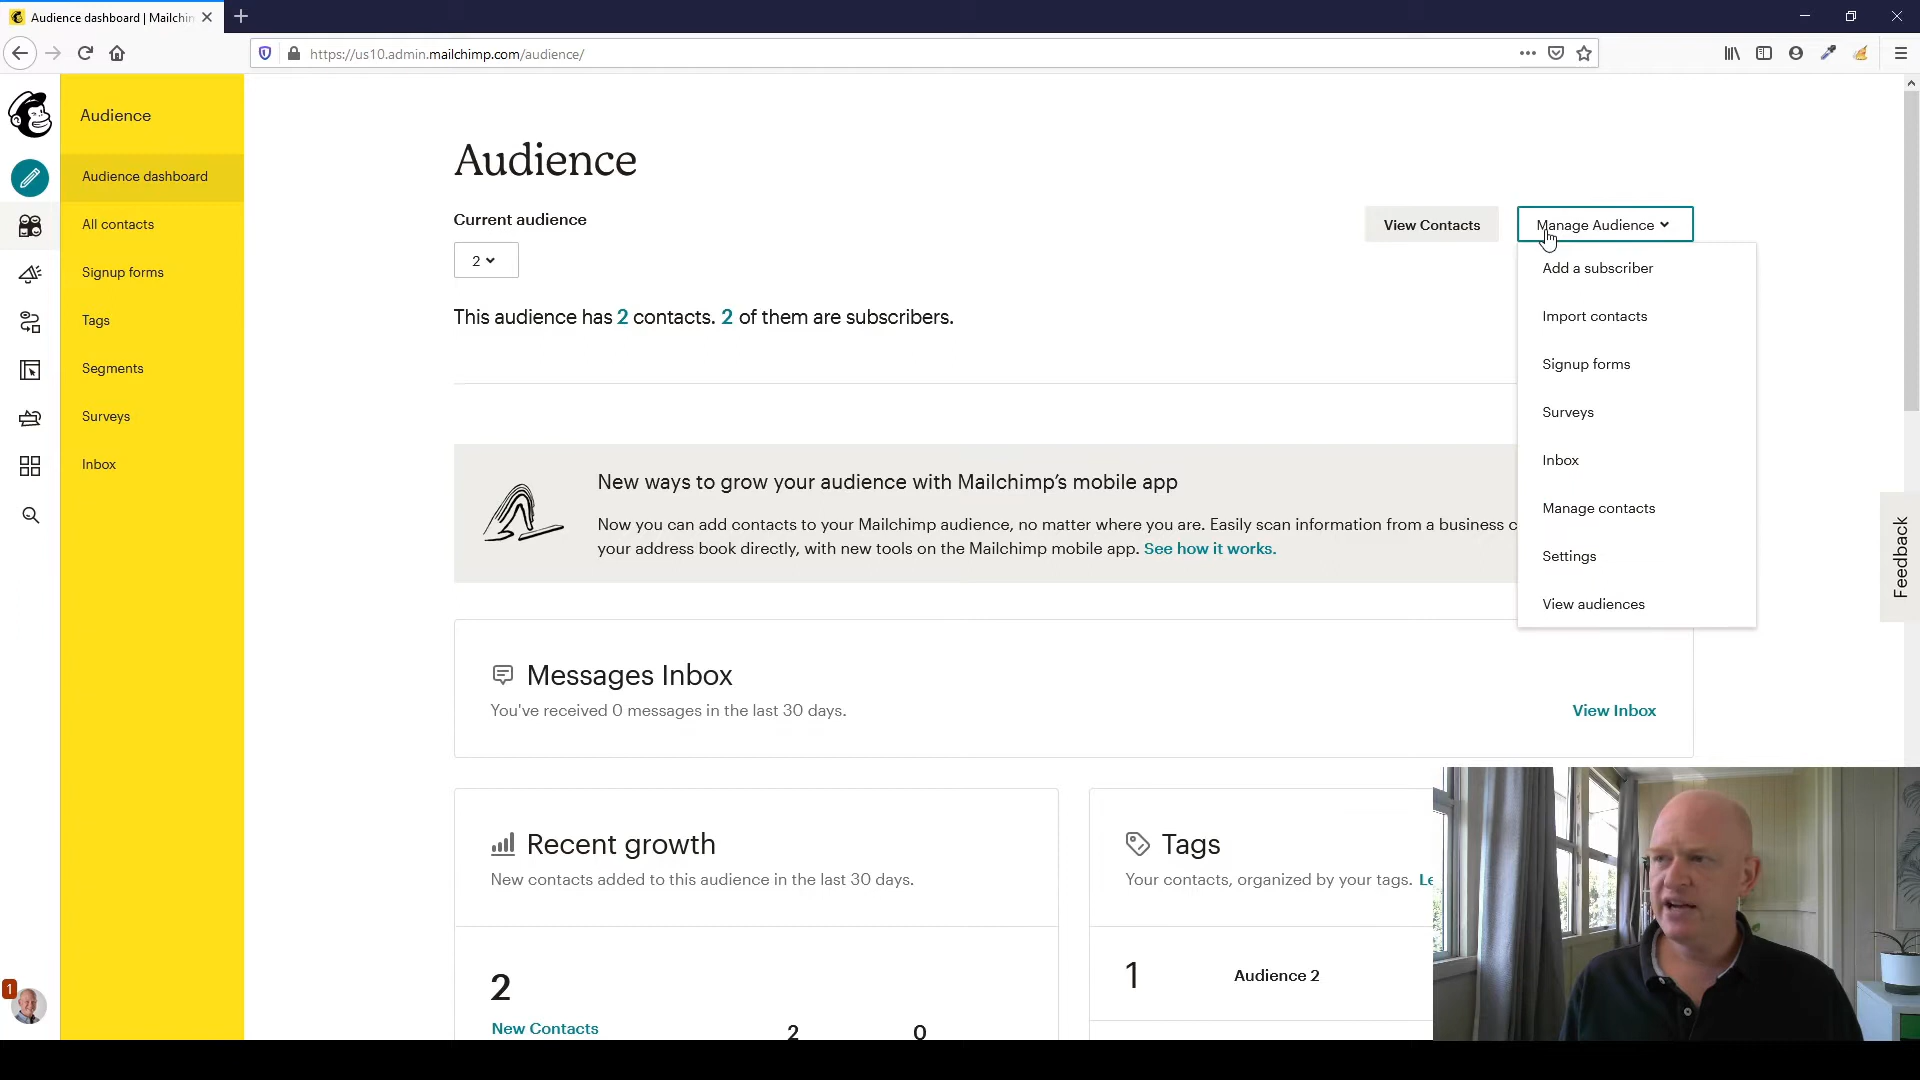 Audience dashboard | Mailchim
https://us10.admin.mailchimp.com/audience/
Audience
Audience dashboard
All contacts
Signup forms
Tags
Segments
Surveys
Inbox
1
Audience
Current audience
2
View Contacts
Manage Audience
Add a subscriber
Import contacts
Signup forms
Surveys
Inbox
Manage contacts
Settings
View audiences
This audience has 2 contacts. 2 of them are subscribers.
New ways to grow your audience with Mailchimp's mobile app
Now you can add contacts to your Mailchimp audience, no matter where you are. Easily scan information from a business c
your address book directly, with new tools on the Mailchimp mobile app. See how it works.
Feedback
Messages Inbox
You've received 0 messages in the last 30 days.
View Inbox
Recent growth
New contacts added to this audience in the last 30 days.
2
New Contacts
2
0
Tags
Your contacts, organized by your tags. Le
1
Audience 2